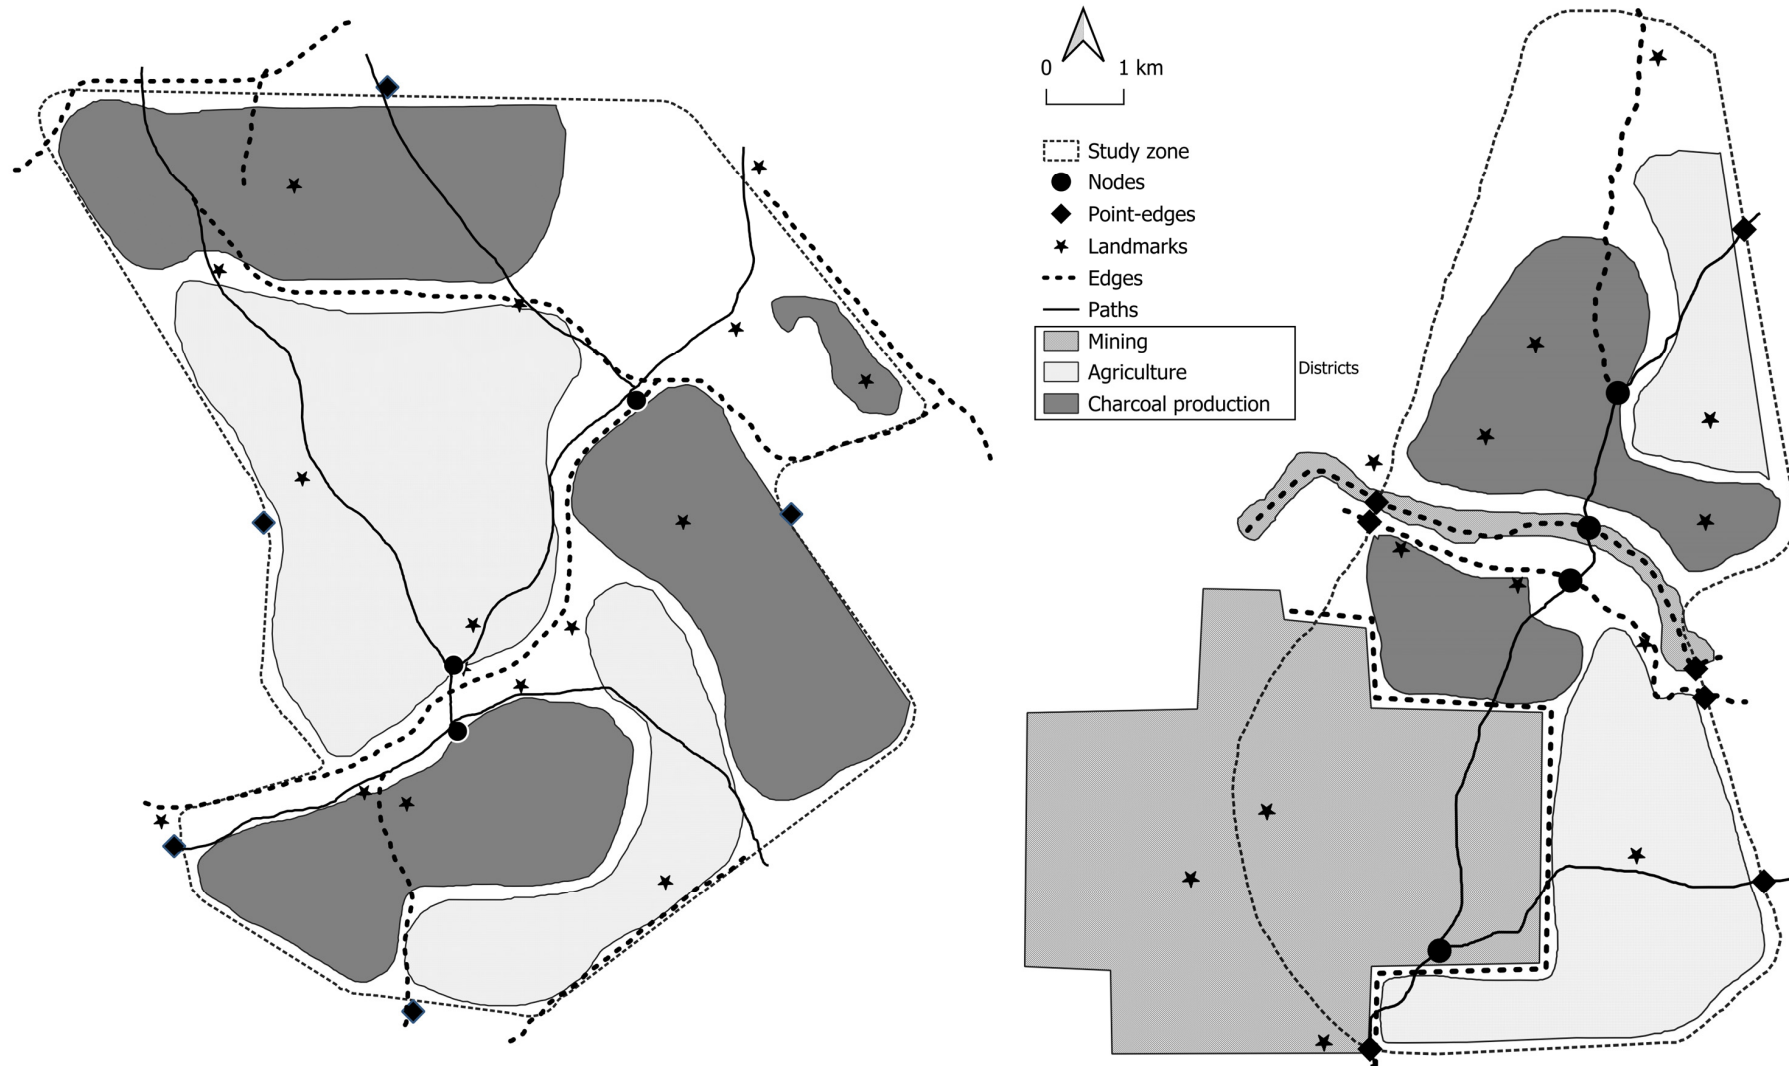 0 1 km
Study zone
Nodes
Point-edges
Landmarks
Edges
Paths
Mining
Agriculture
Districts
Charcoal production